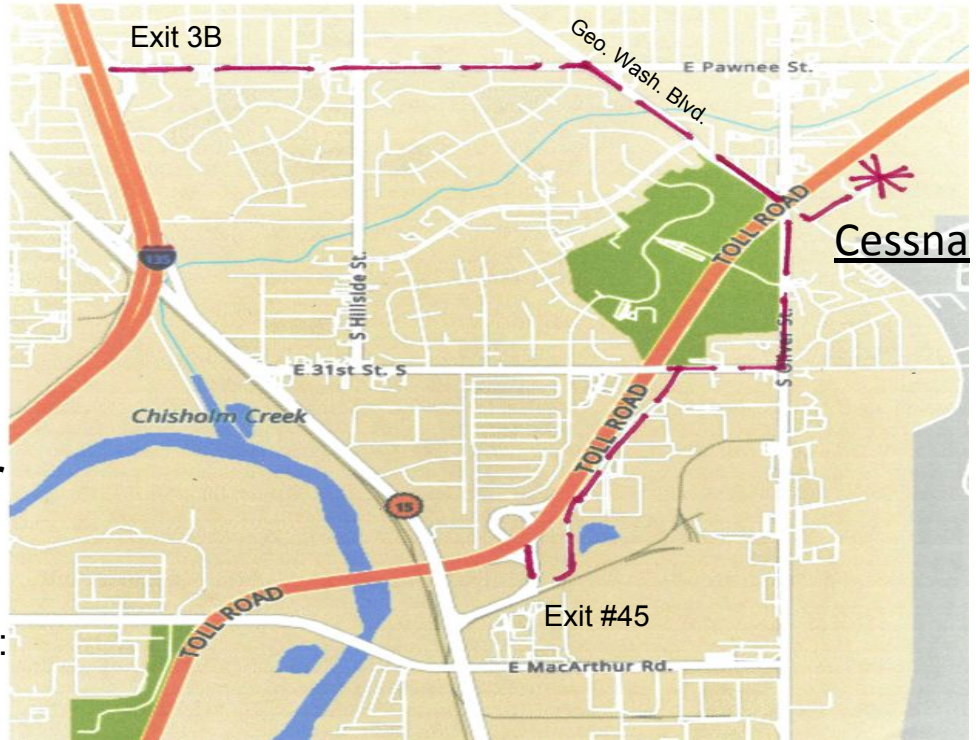 Exit 3B
Geo. Wash. Blvd.
E Pawnee St.
TOLL ROAD
Cessna
135
S Hillside St.
S Oliver St.
E 31st St. S
Chisholm Creek
TOLL ROAD
15
Exit #45
TOLL ROAD
:
E MacArthur Rd.